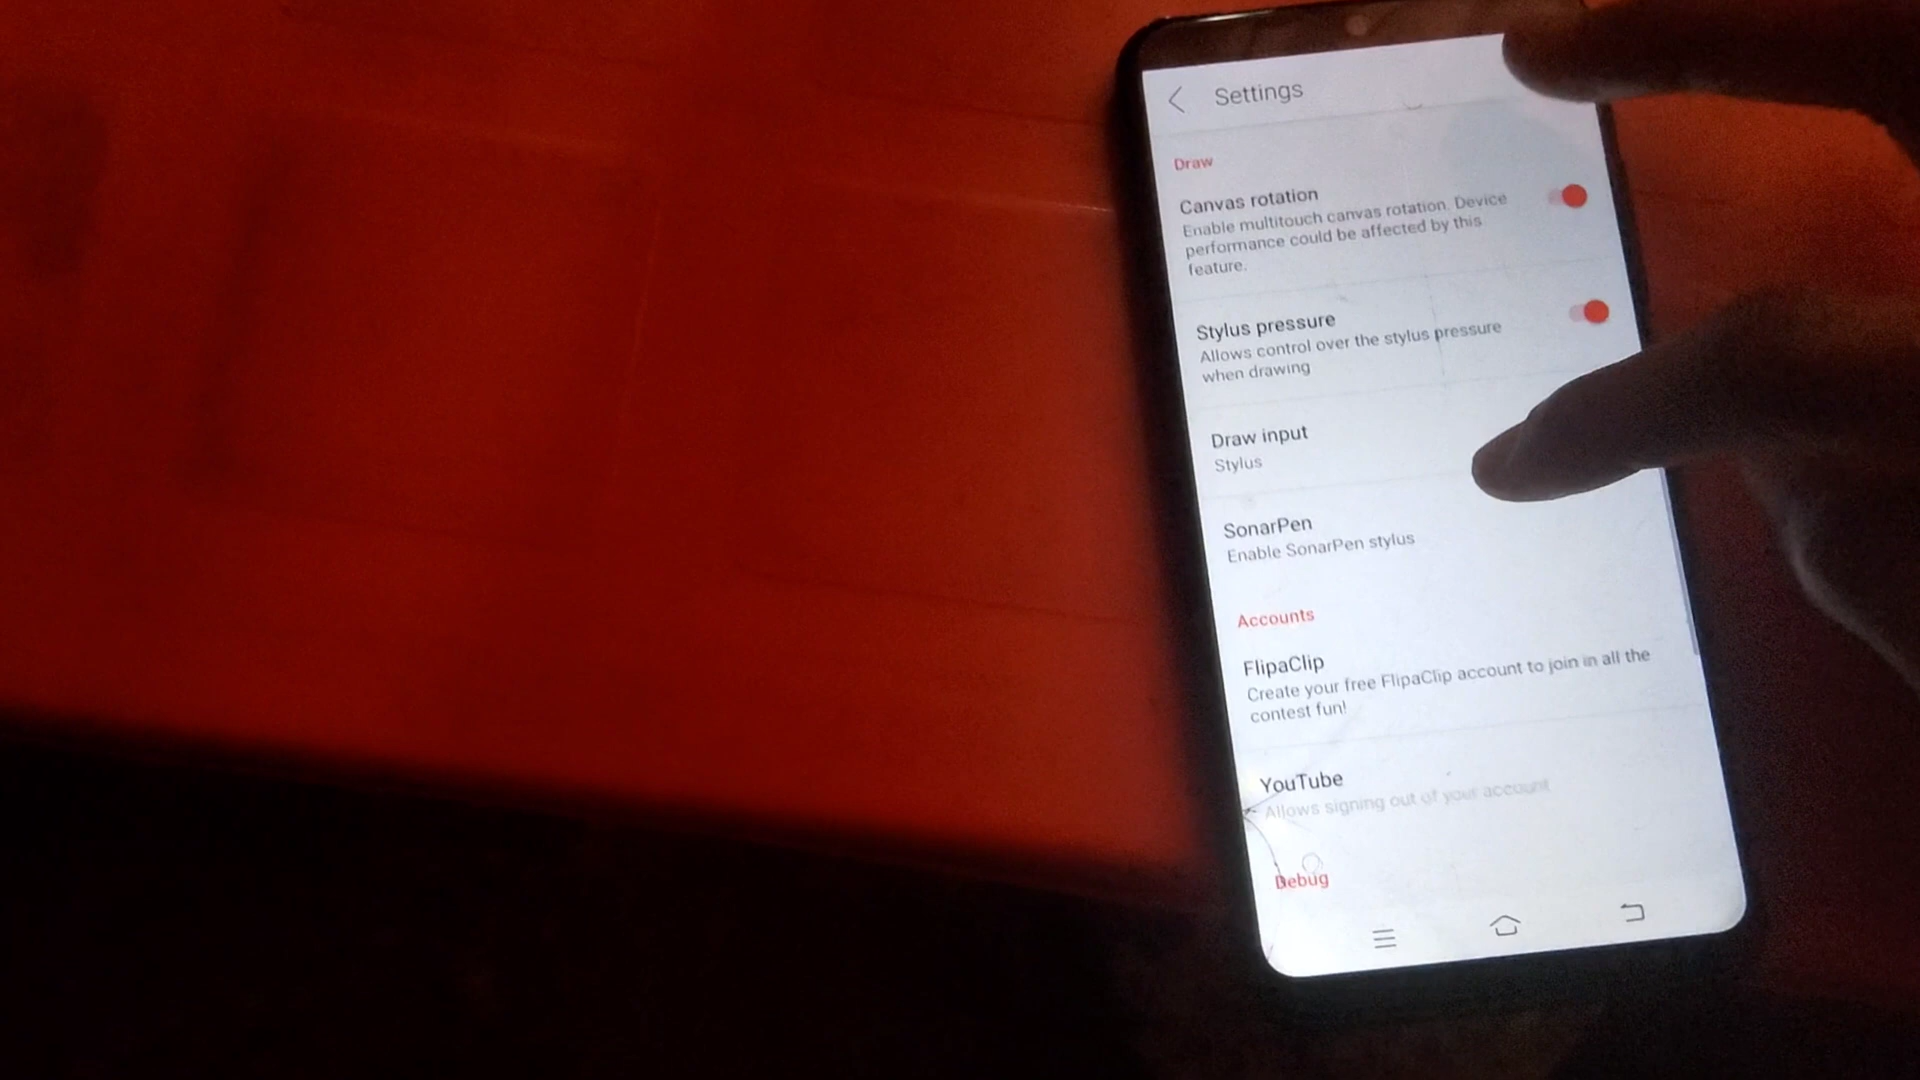 Settings
Draw
Canvas rotation
Enable multitouch canvas rotation. Device
performance could be affected by this
feature.
Stylus pressure
Allows control over the stylus pressure
when drawing
Draw input
Stylus
SonarPen
Enable SonarPen stylus
Accounts
FlipaClip
Create your free FlipaClip account to join in all the
contest fun!
YouTube
Allows signing out of your account
Debug